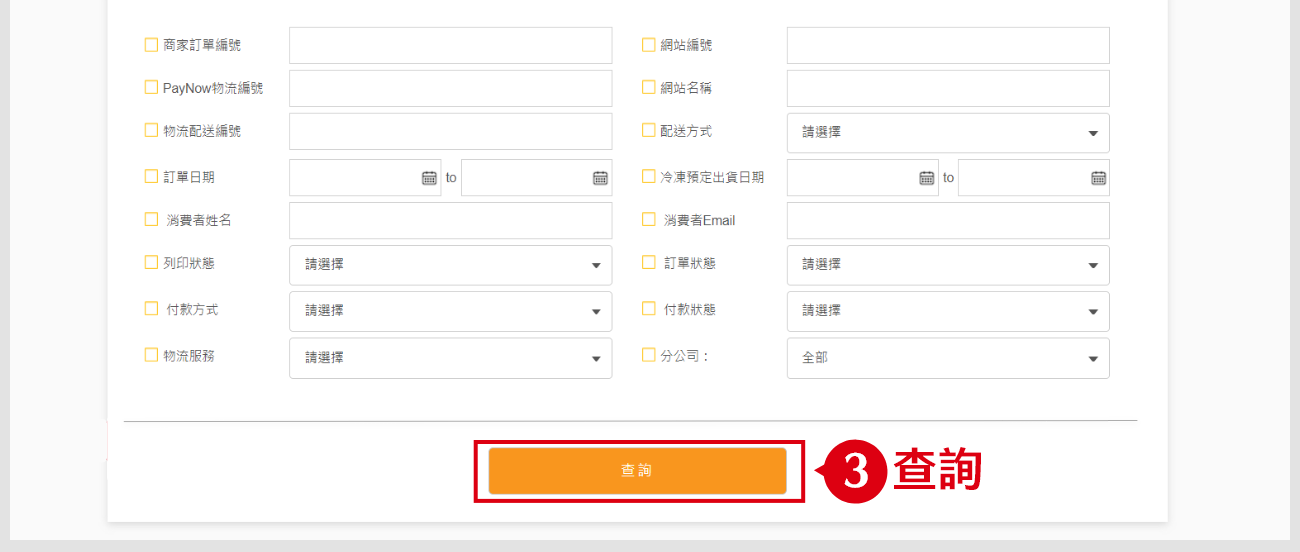 商家訂單編號 網站編號
PayNow物流編號 網站名稱
物流配送編號 配送方式 請選擇
訂單日期 to 冷凍預定出貨日期 to
消費者姓名 消費者Email
列印狀態 請選擇 訂單狀態 請選擇
付款方式 請選擇 付款狀態 請選擇
物流服務 請選擇 分公司： 全部
查詢 3 查詢